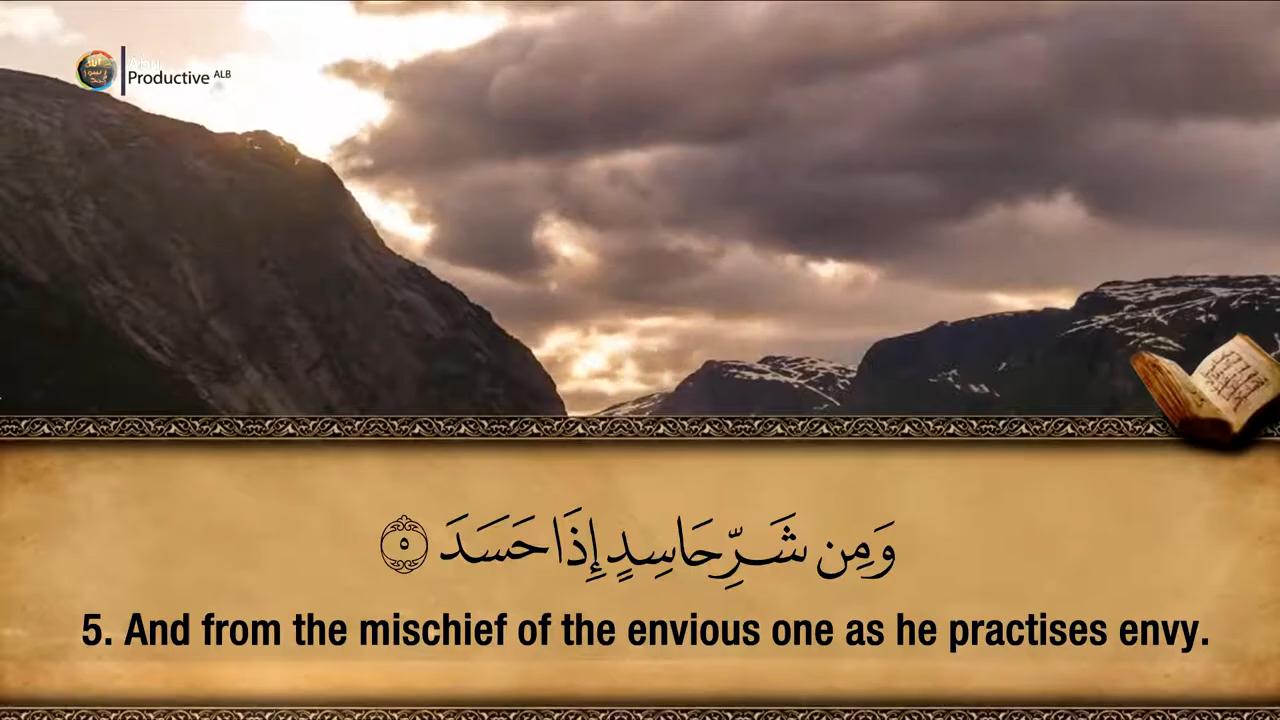 Productive ALB
وَمِن شَرِّ حَاسِدٍ إِذَا حَسَدَ ٥
5. And from the mischief of the envious one as he practises envy.